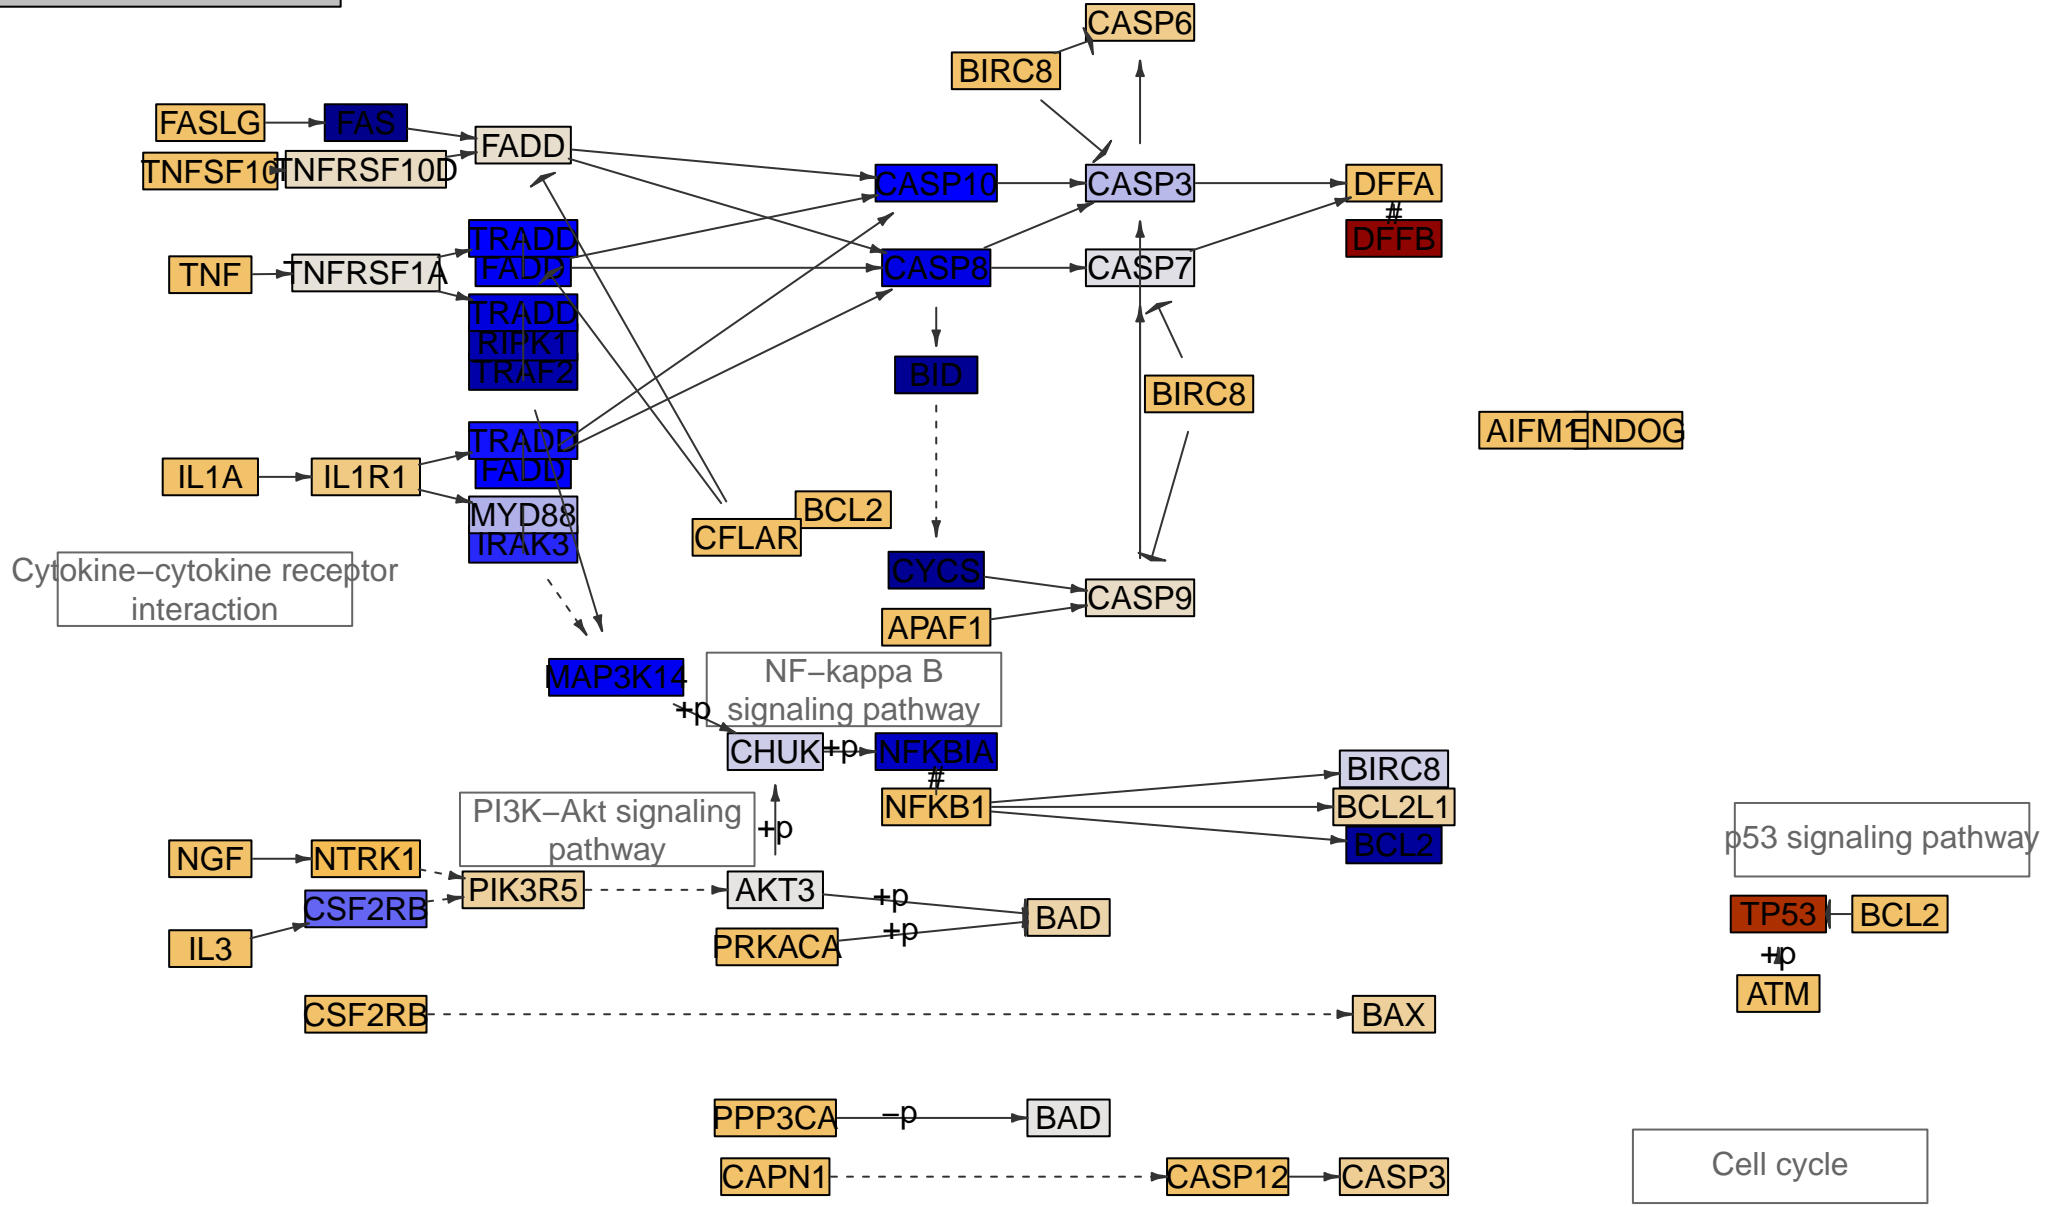 CASP6
BIRC8
FASLG
FAS
FADD
TNFSF10
TNFRSF10D
CASP10
CASP3
DFFA
#
DFFB
TRADD
FADD
TNF
TNFRSF1A
CASP8
CASP7
TRADD
RIPK1
TRAF2
BID
BIRC8
AIFM1
ENDOG
TRADD
FADD
IL1A
IL1R1
MYD88
IRAK3
BCL2
CFLAR
Cytokine–cytokine receptor
interaction
CYCS
CASP9
APAF1
MAP3K14
NF–kappa B
signaling pathway
+p
CHUK
+p
NFKBIA
#
NFKB1
BIRC8
BCL2L1
BCL2
PI3K–Akt signaling
pathway
+p
p53 signaling pathway
NGF
NTRK1
PIK3R5
AKT3
+p
CSF2RB
IL3
PRKACA
+p
BAD
TP53
BCL2
+p
ATM
CSF2RB
BAX
PPP3CA
–p
BAD
CAPN1
CASP12
CASP3
Cell cycle